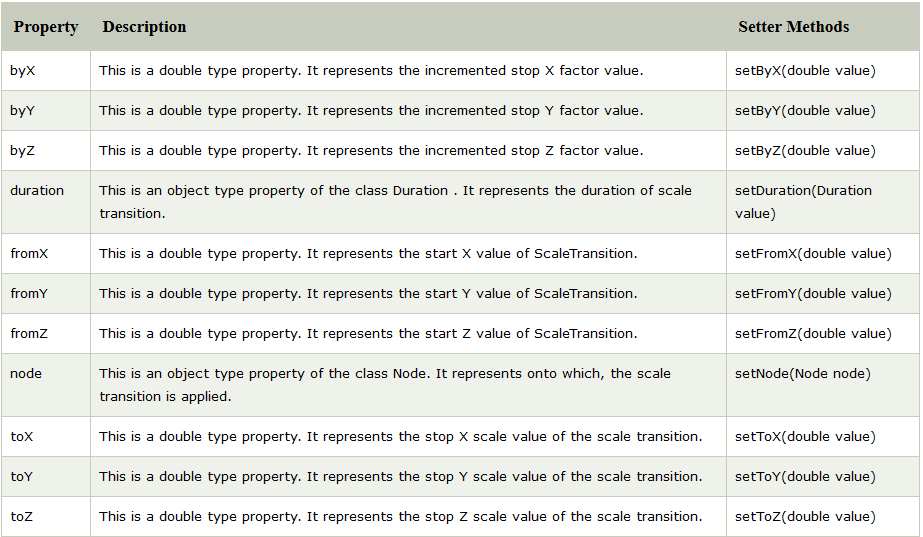 Property Description Setter Methods
byX This is a double type property. It represents the incremented stop X factor value. setByX(double value)
byY This is a double type property. It represents the incremented stop Y factor value. setByY(double value)
byZ This is a double type property. It represents the incremented stop Z factor value. setByZ(double value)
duration This is an object type property of the class Duration . It represents the duration of scale setDuration(Duration
transition. value)
fromX This is a double type property. It represents the start X value of ScaleTransition. setFromX(double value)
fromY This is a double type property. It represents the start Y value of ScaleTransition. setFromY(double value)
fromZ This is a double type property. It represents the start Z value of ScaleTransition. setFromZ(double value)
node This is an object type property of the class Node. It represents onto which, the scale setNode(Node node)
transition is applied.
toX This is a double type property. It represents the stop X scale value of the scale transition. setToX(double value)
toY This is a double type property. It represents the stop Y scale value of the scale transition. setToY(double value)
toZ This is a double type property. It represents the stop Z scale value of the scale transition. setToZ(double value)